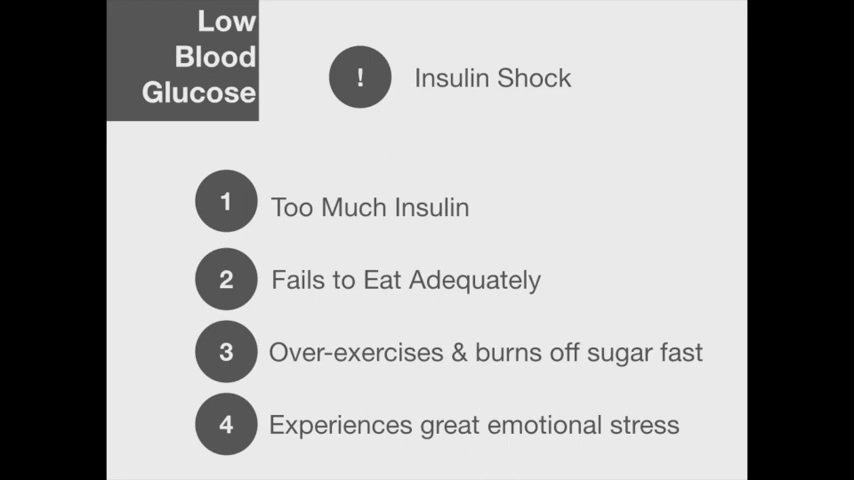 Low
Blood
Glucose
! Insulin Shock
1 Too Much Insulin
2 Fails to Eat Adequately
3 Over-exercises & burns off sugar fast
4 Experiences great emotional stress